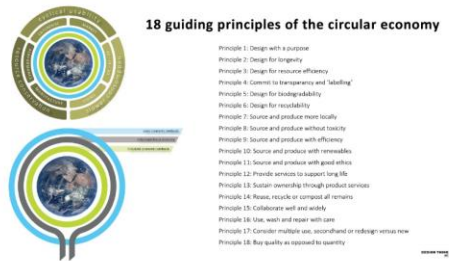 18 guiding principles of the circular economy
Principle 1: Design with a purpose
Principle 2: Design for longevity
Principle 3: Design for resource efficiency
Principle 4: Commit to transparency and 'labelling'
Principle 5: Design for biodegradability
Principle 6: Design for recyclability
Principle 7: Source and produce more locally
Principle 8: Source and produce without toxicity
Principle 9: Source and produce with efficiency
Principle 10: Source and produce with renewables
Principle 11: Source and produce with good ethics
Principle 12: Provide services to support long life
Principle 13: Sustain ownership through product services
Principle 14: Reuse, recycle or compost all remains
Principle 15: Collaborate well and widely
Principle 16: Use, wash and repair with care
Principle 17: Consider multiple use, secondhand or redesign versus new
Principle 18: Buy quality as opposed to quantity